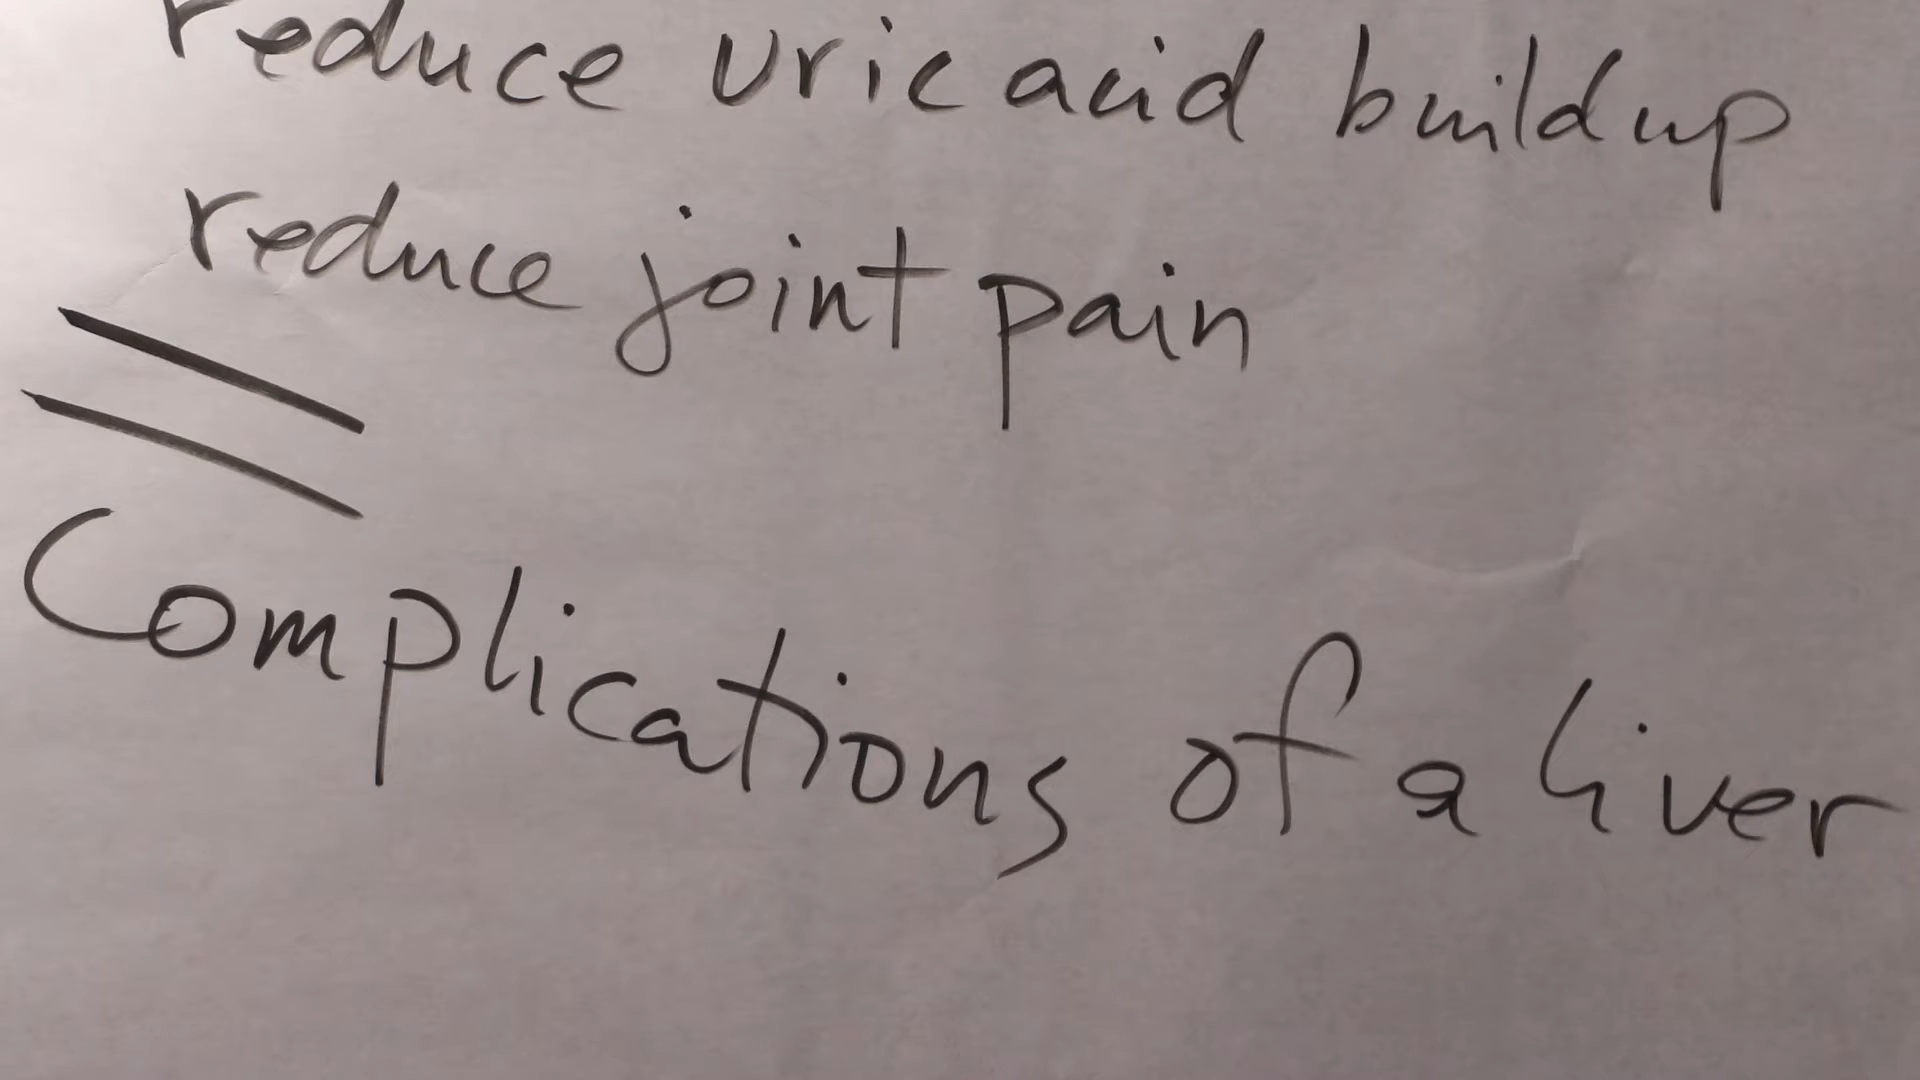 reduce uric acid buildup
reduce joint pain
Complications of a liver